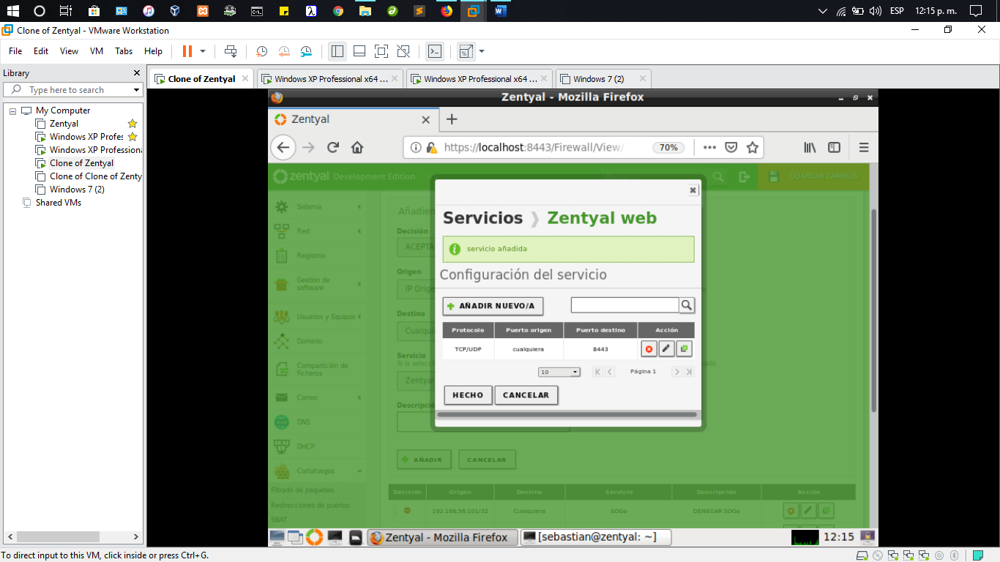 ESP 12:15 p. m.
Clone of Zentyal - VMware Workstation
File Edit View VM Tabs Help
Library
Type here to search
My Computer
Zentyal
Windows XP Profes
Windows XP Professiona
Clone of Zentyal
Clone of Clone of Zenty
Windows 7 (2)
Shared VMs
Clone of Zentyal
Windows XP Professional x64 ...
Windows XP Professional x64 ...
Windows 7 (2)
Zentyal - Mozilla Firefox
Zentyal
https://localhost:8443/Firewall/View/
70%
zentyal Development Edition
GUARDAR CAMBIOS
Sistema
Red
Registros
Gestión de
software
Usuarios y Equipos
Dominio
Compartición de
Ficheros
Correo
DNS
DHCP
Cortafuegos
Filtrado de paquetes
Redirecciones de puertos
SNAT
Añadien
Decisión
ACEPTA
Origen
IP Orige
Destino
Cualqui
Servicio
Si la selecci
Zentyal
Descripció
AÑADIR CANCELAR
Servicios Zentyal web
servicio añadida
Configuración del servicio
AÑADIR NUEVO/A
Protocolo Puerto origen Puerto destino Acción
TCP/UDP cualquiera 8443
10 Página 1
HECHO CANCELAR
Decisión Origen Destino Servicio Descripción Acción
192.168.56.101/32 Cualquiera SOGo DENEGAR SOGo
Zentyal - Mozilla Firefox
[sebastian@zentyal: ~]
12:15
To direct input to this VM, click inside or press Ctrl+G.